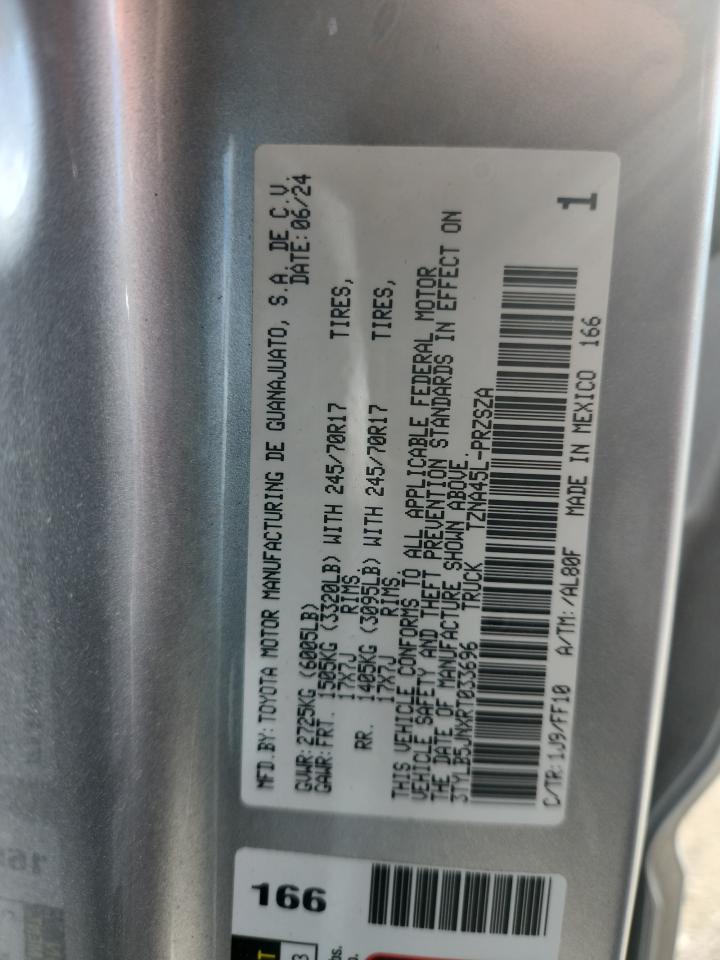 MFD.BY: TOYOTA MOTOR MANUFACTURING DE GUANAJUATO, S.A. DE C.V.
DATE: 06/24
GVWR: 2725KG (6005LB)
GAWR: FRT. 1505KG (3320LB) WITH 245/70R17 TIRES,
17X7J RIMS.
RR. 1405KG (3095LB) WITH 245/70R17 TIRES,
17X7J RIMS.
THIS VEHICLE CONFORMS TO ALL APPLICABLE FEDERAL MOTOR
VEHICLE SAFETY AND THEFT PREVENTION STANDARDS IN EFFECT ON
THE DATE OF MANUFACTURE SHOWN ABOVE.
3TYLB5JNXRT033696 TRUCK TZNA45L-PRZSZA
1
C/TR: 1J9/FF10 A/TM: /AL80F MADE IN MEXICO 166
166